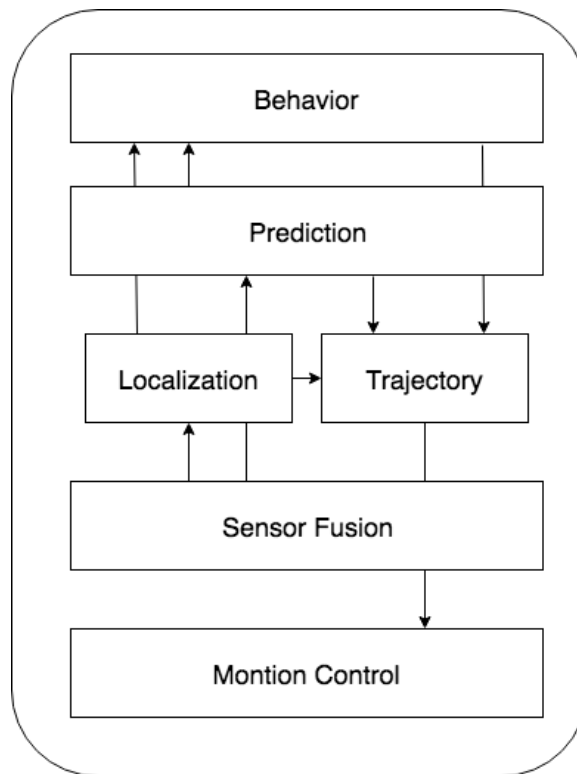 Behavior
Prediction
Localization
Trajectory
Sensor Fusion
Montion Control